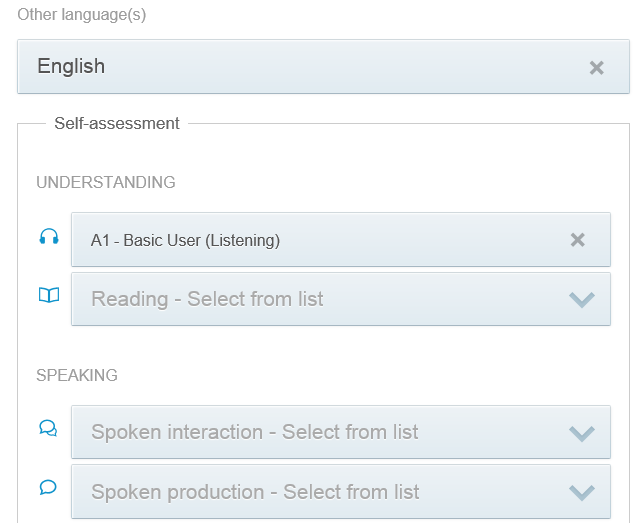 Other language(s)
English
Self-assessment
UNDERSTANDING
A1 - Basic User (Listening)
Reading - Select from list
SPEAKING
Spoken interaction - Select from list
Spoken production - Select from list